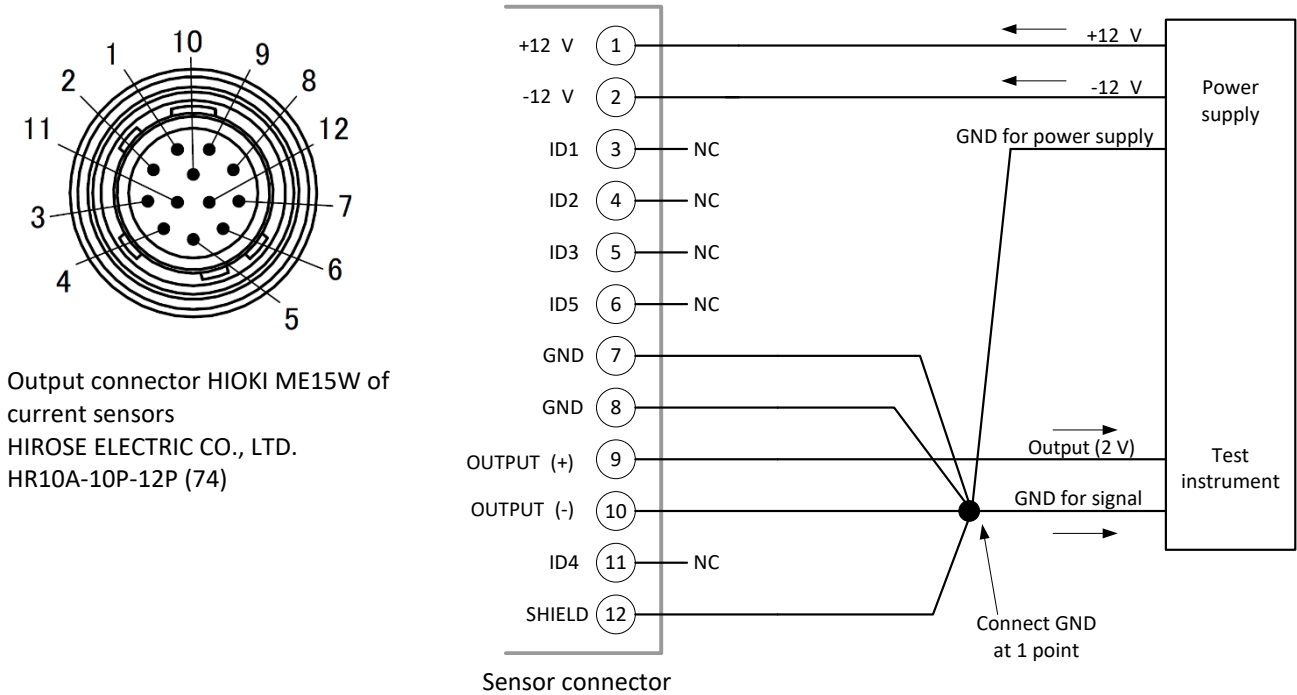 10
1
9
2
8
11
12
3
7
4
6
5
Output connector HIOKI ME15W of
current sensors
HIROSE ELECTRIC CO., LTD.
HR10A-10P-12P (74)
+12 V 1 +12 V
-12 V 2 -12 V
Power
supply
GND for power supply
ID1 3 NC
ID2 4 NC
ID3 5 NC
ID5 6 NC
GND 7
GND 8
OUTPUT (+) 9 Output (2 V)
Test
instrument
OUTPUT (-) 10 GND for signal
ID4 11 NC
SHIELD 12
Connect GND
at 1 point
Sensor connector